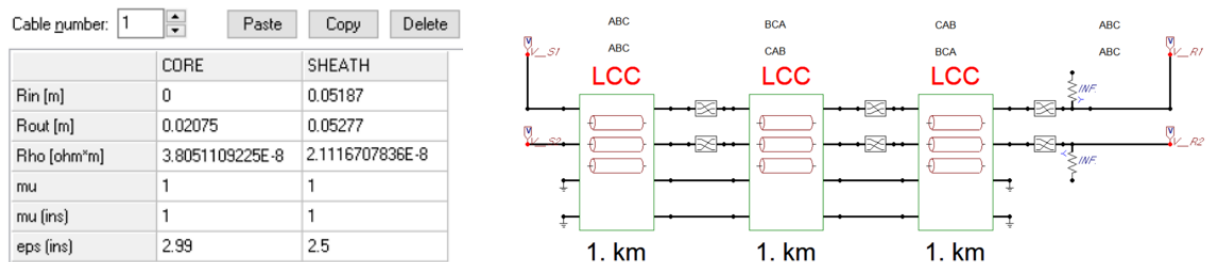 Cable number: 1 Paste Copy Delete
CORE SHEATH
Rin [m] 0 0.05187
Rout [m] 0.02075 0.05277
Rho [ohm*m] 3.8051109225E-8 2.1116707836E-8
mu 1 1
mu (ins) 1 1
eps (ins) 2.99 2.5
ABC BCA CAB ABC
ABC CAB BCA ABC
V V
V_S1 V_R1
LCC LCC LCC
INF.
Y
V V
V_S2 V_R2
Y
INF.
1. km 1. km 1. km